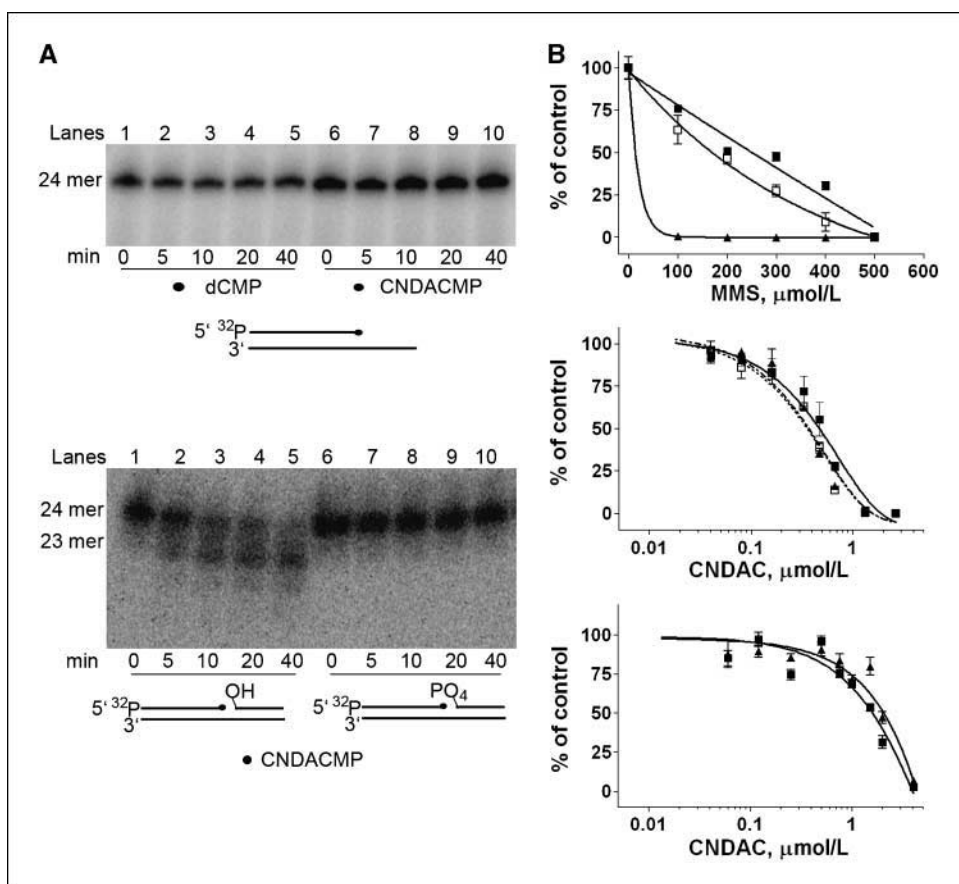 A
Lanes 1 2 3 4 5 6 7 8 9 10
24 mer
min 0 5 10 20 40 0 5 10 20 40
● dCMP ● CNDACMP
5‘ ³²P
3‘
Lanes 1 2 3 4 5 6 7 8 9 10
24 mer
23 mer
min 0 5 10 20 40 0 5 10 20 40
OH PO₄
5‘ ³²P 5‘ ³²P
3‘ 3‘
● CNDACMP
B
% of control
100
75
50
25
0
0 100 200 300 400 500 600
MMS, μmol/L
% of control
100
75
50
25
0
0.01 0.1 1
CNDAC, μmol/L
% of control
100
75
50
25
0
0.01 0.1 1
CNDAC, μmol/L